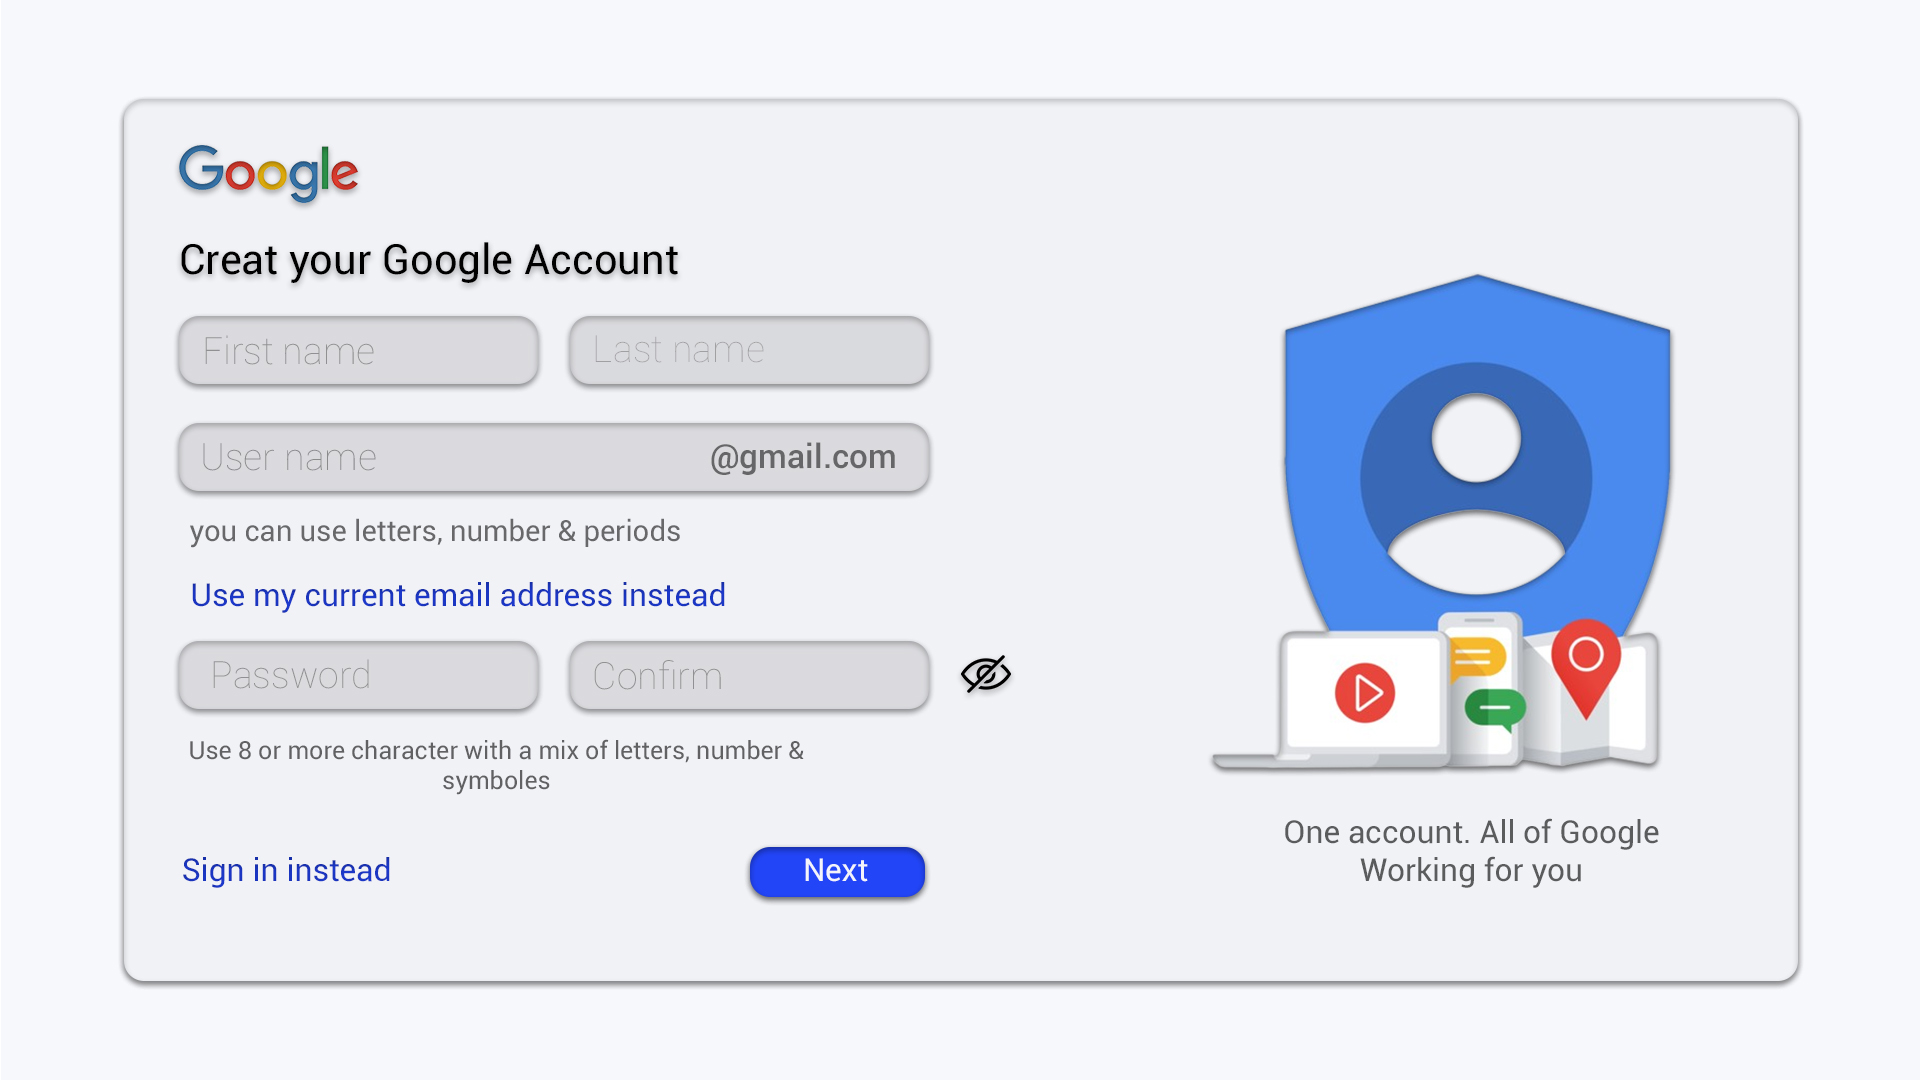 Google
Creat your Google Account
First name
Last name
User name
@gmail.com
you can use letters, number & periods
Use my current email address instead
Password
Confirm
Use 8 or more character with a mix of letters, number &
symboles
Sign in instead
Next
One account. All of Google
Working for you